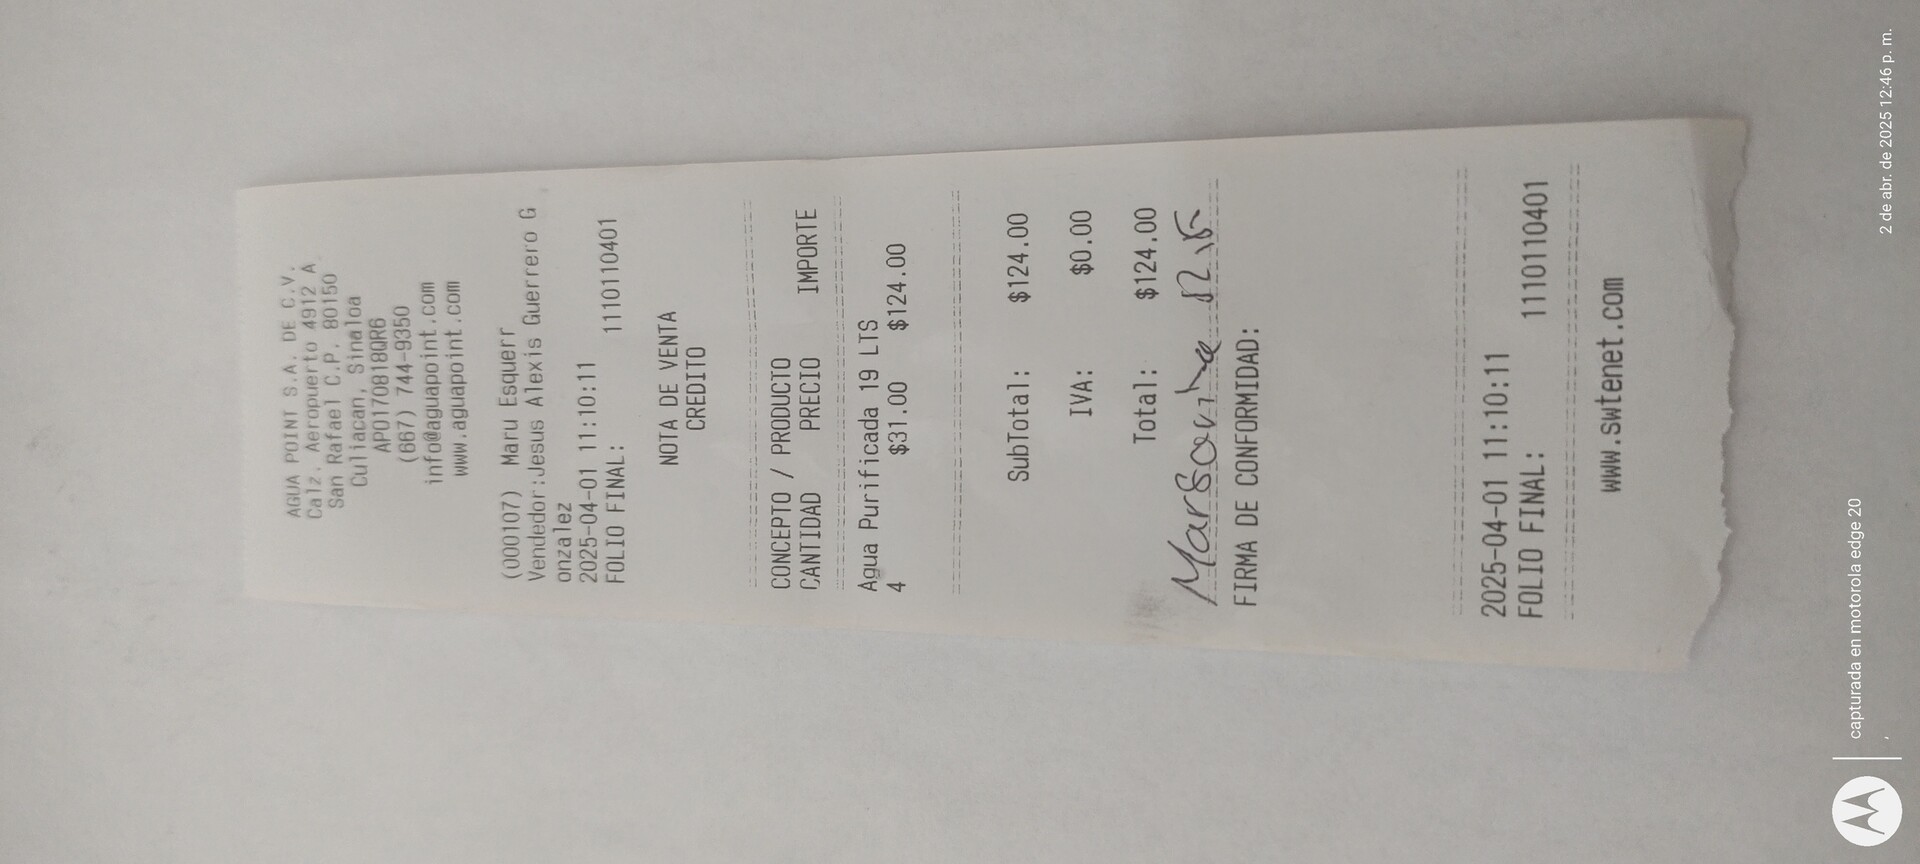 AGUA POINT S.A. DE C.V.
Calz. Aeropuerto 4912 A
San Rafael C.P. 80150
Culiacan, Sinaloa
APO170818QR6
(667) 744-9350
info@aguapoint.com
www.aguapoint.com
(000107) Maru Esquerr
Vendedor:Jesus Alexis Guerrero G
onzalez
2025-04-01 11:10:11
FOLIO FINAL: 1110110401
NOTA DE VENTA
CREDITO
CONCEPTO / PRODUCTO
CANTIDAD PRECIO IMPORTE
Agua Purificada 19 LTS
4 $31.00 $124.00
SubTotal: $124.00
IVA: $0.00
Total: $124.00
FIRMA DE CONFORMIDAD:
2025-04-01 11:10:11
FOLIO FINAL: 1110110401
www.swtenet.com
capturada en motorola edge 20
,
2 de abr. de 2025 12:46 p. m.